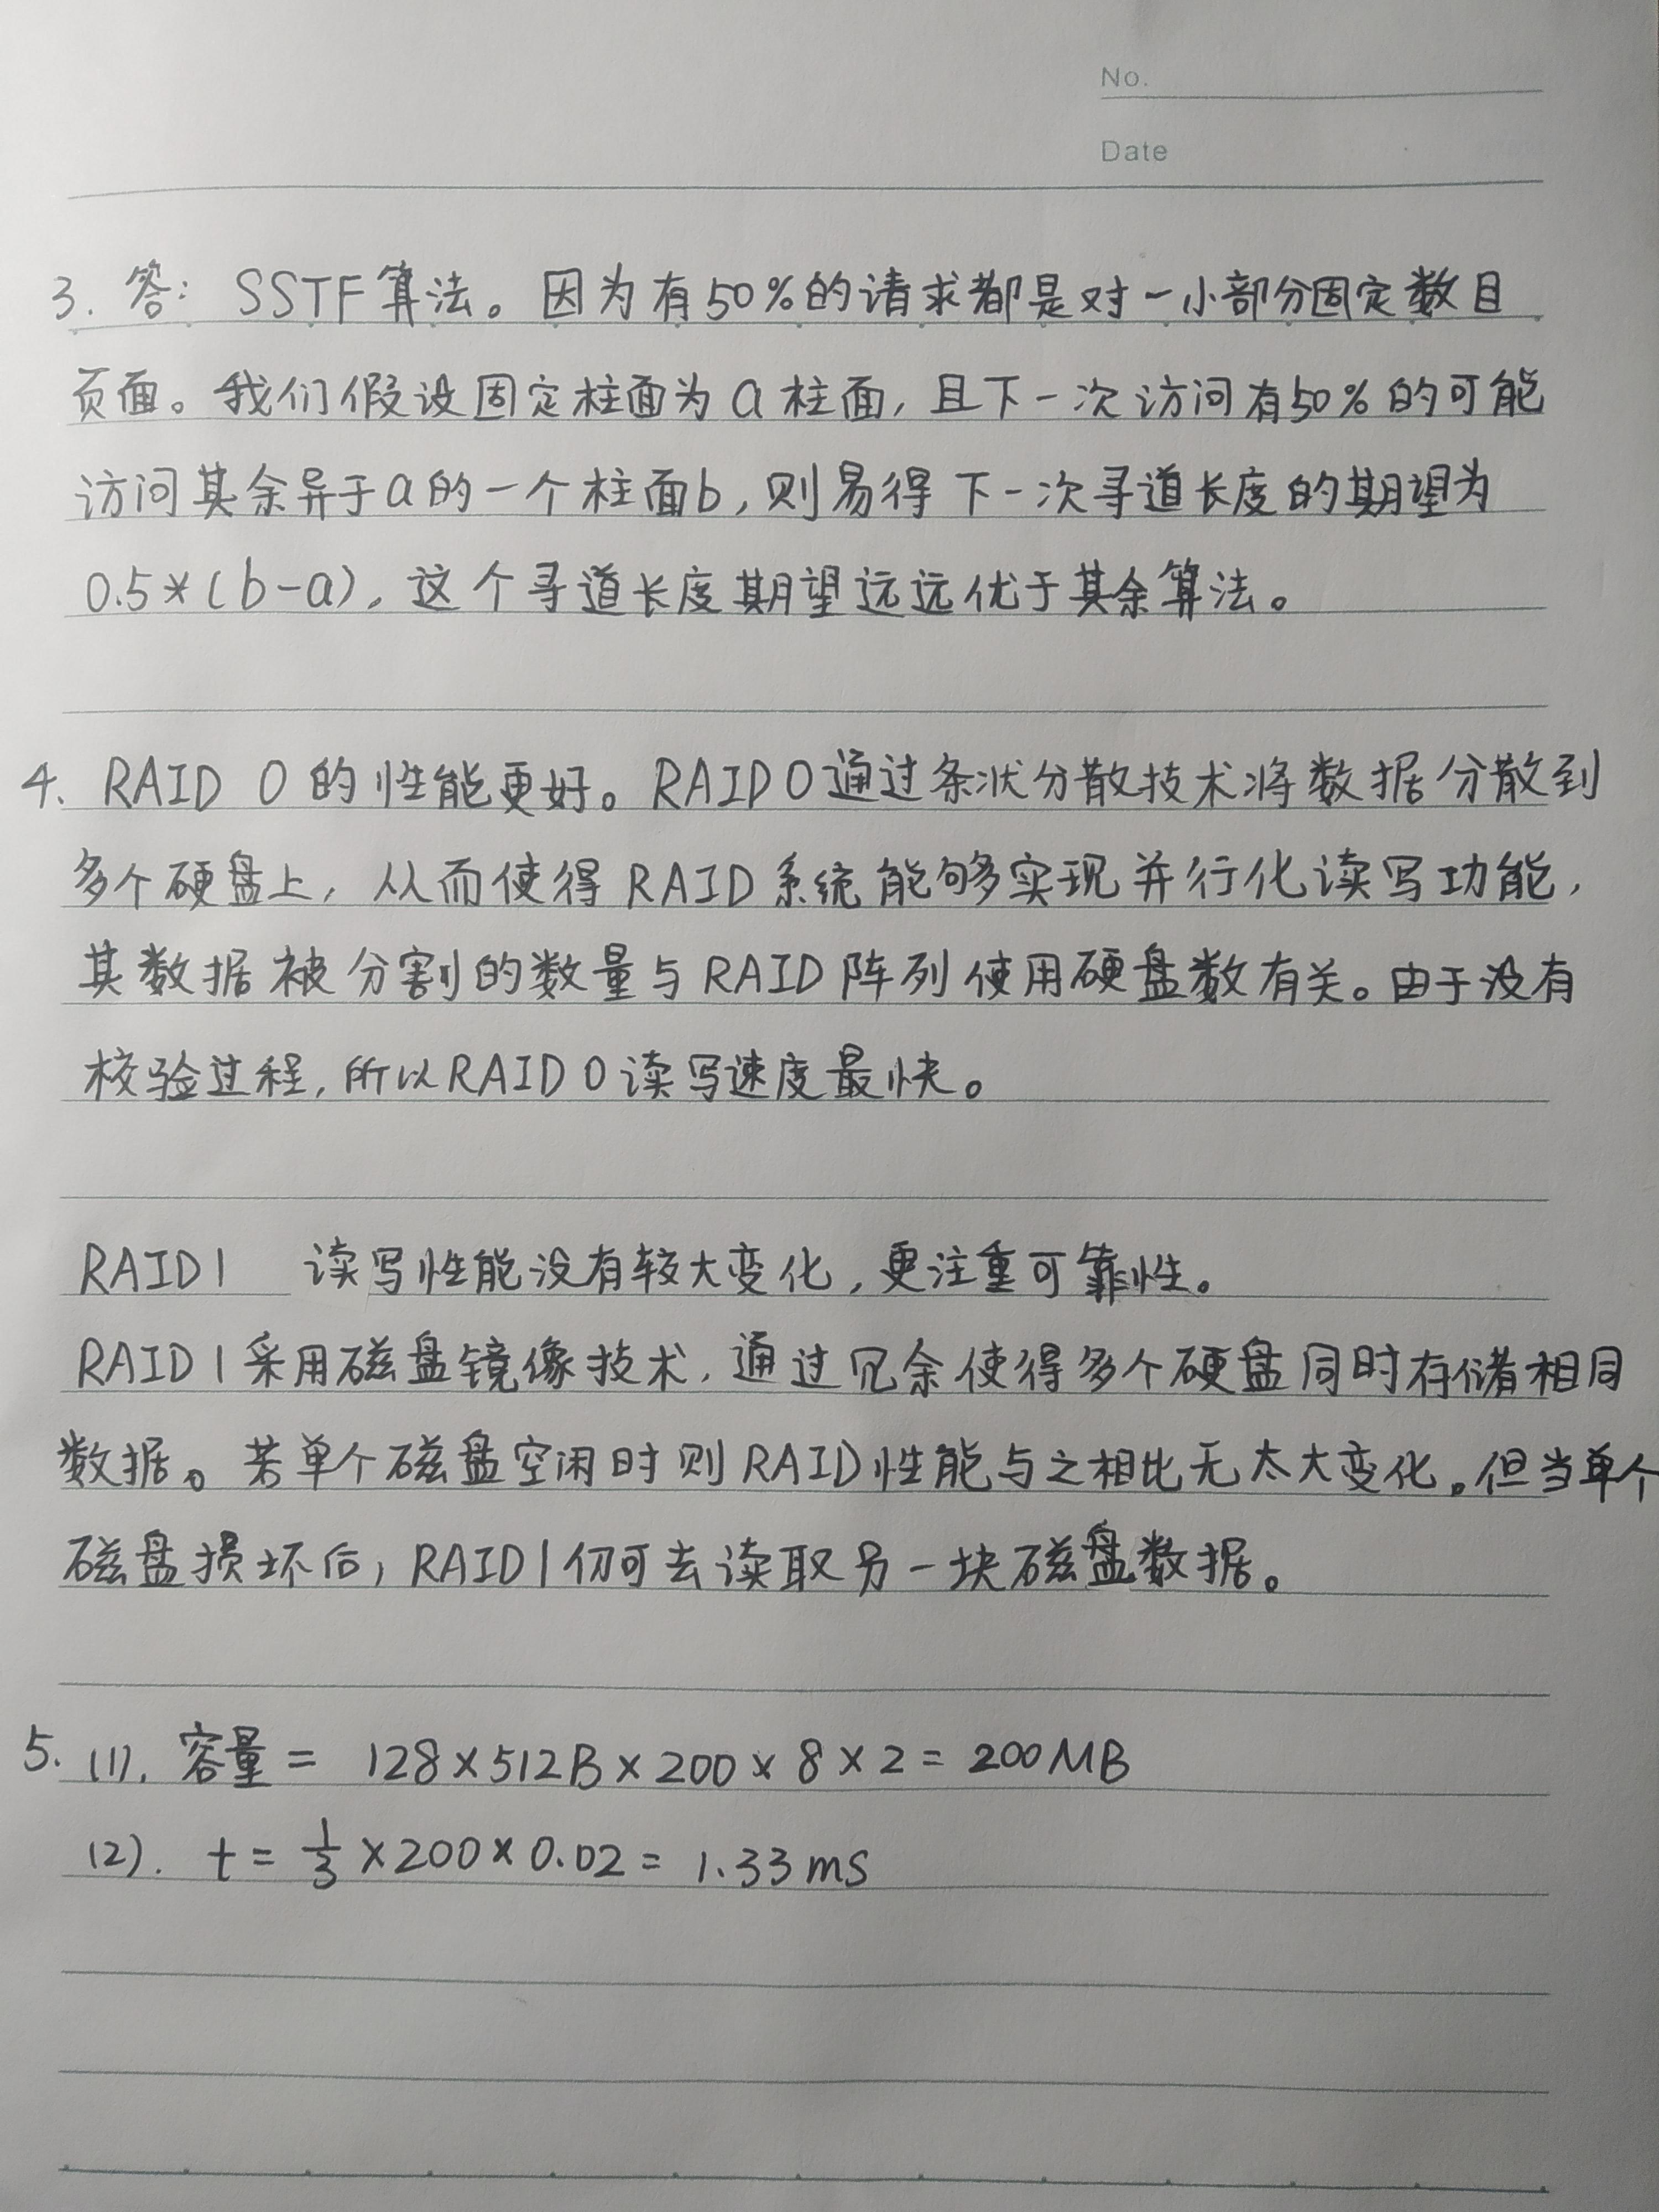 No.
Date
3. 答: SSTF算法。因为有50%的请求都是对一小部分固定数目
页面。我们假设固定柱面为a柱面,且下一次访问有50%的可能
访问其余异于a的一个柱面b,则易得下一次寻道长度的期望为
0.5*(b-a),这个寻道长度期望远远优于其余算法。
4、RAID 0的性能更好。RAID0通过条状分散技术将数据分散到
多个硬盘上,从而使得RAID系统能够实现并行化读写功能,
其数据被分割的数量与RAID阵列使用硬盘数有关。由于没有
校验过程,所以RAID0读写速度最快。
RAID1 读写性能没有较大变化,更注重可靠性。
RAID1采用磁盘镜像技术,通过冗余使得多个硬盘同时存储相同
数据。若单个磁盘空闲时则RAID性能与之相比无太大变化。但当单个
磁盘损坏后,RAID1仍可去读取另一块磁盘数据。
5. (1). 容量 = 128×512B×200×8×2=200MB
(2). t = 1/3 ×200×0.02= 1.33ms